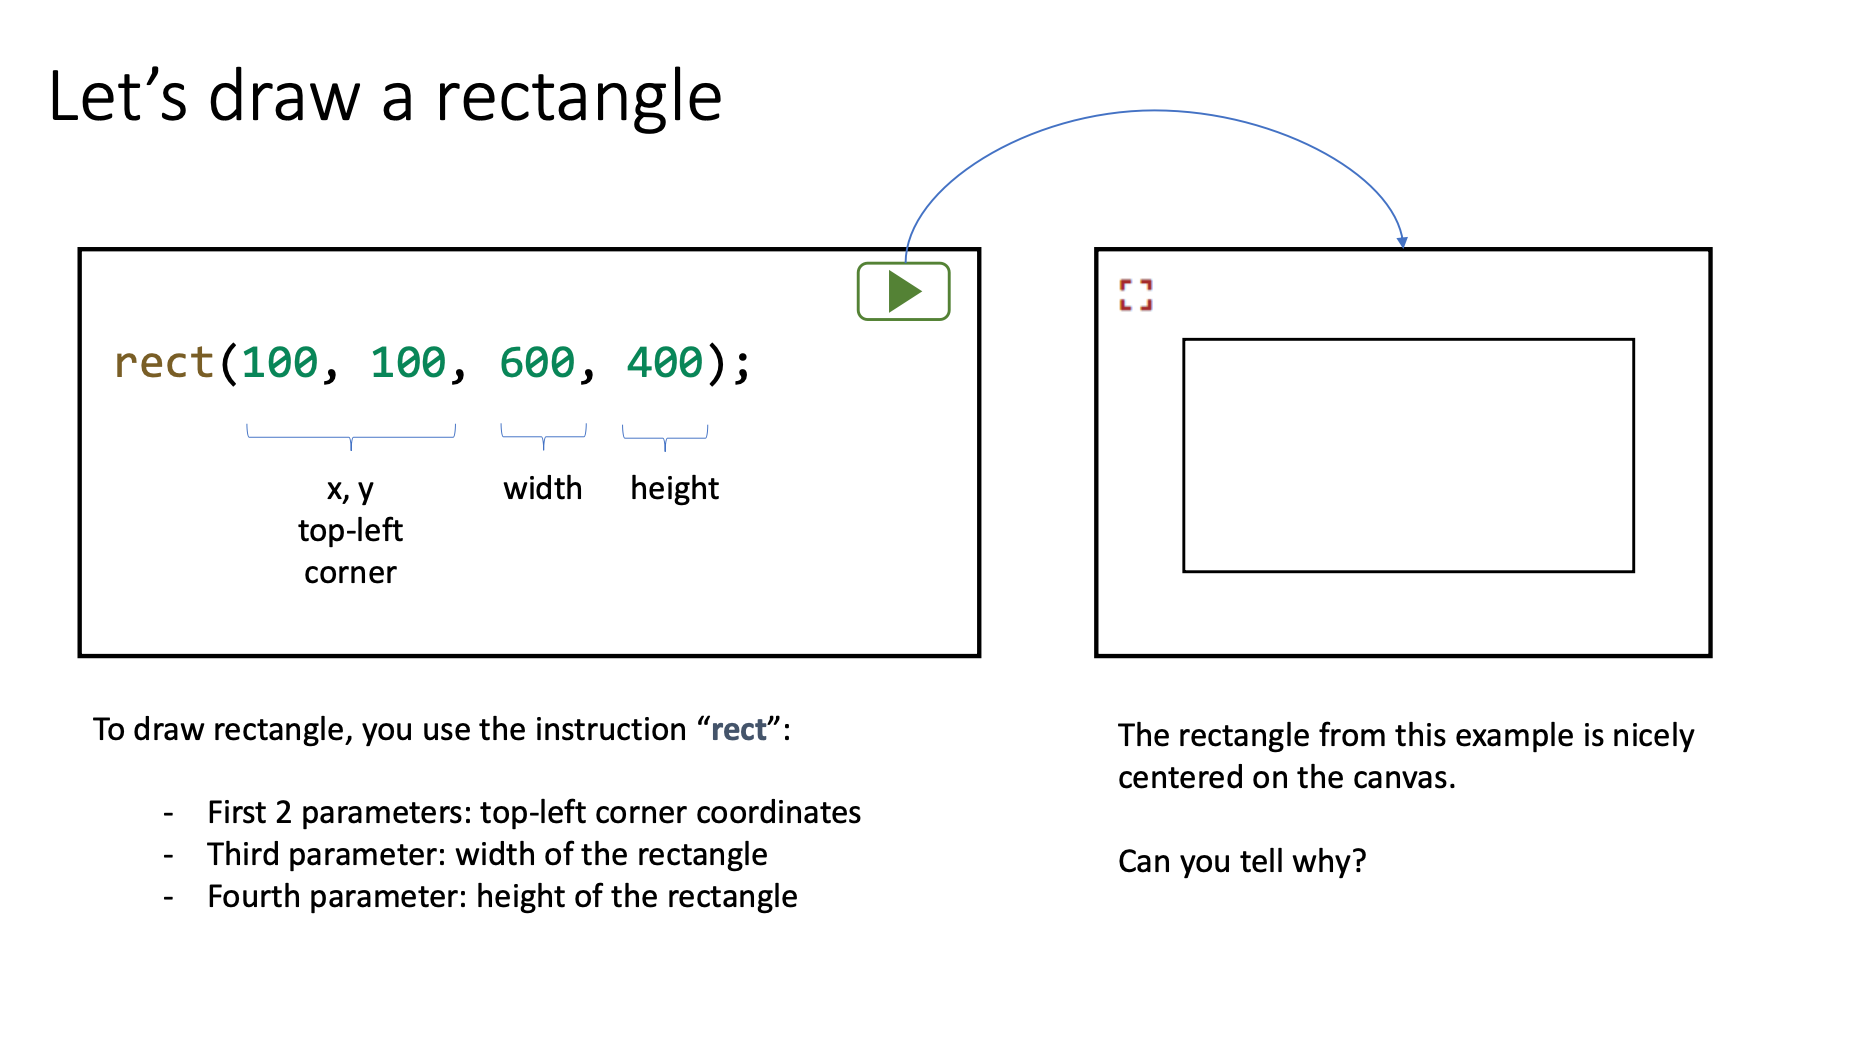 Let’s draw a rectangle
rect(100, 100, 600, 400);
x, y
top-left
corner
width
height
To draw rectangle, you use the instruction “rect”:
- First 2 parameters: top-left corner coordinates
- Third parameter: width of the rectangle
- Fourth parameter: height of the rectangle
The rectangle from this example is nicely
centered on the canvas.
Can you tell why?